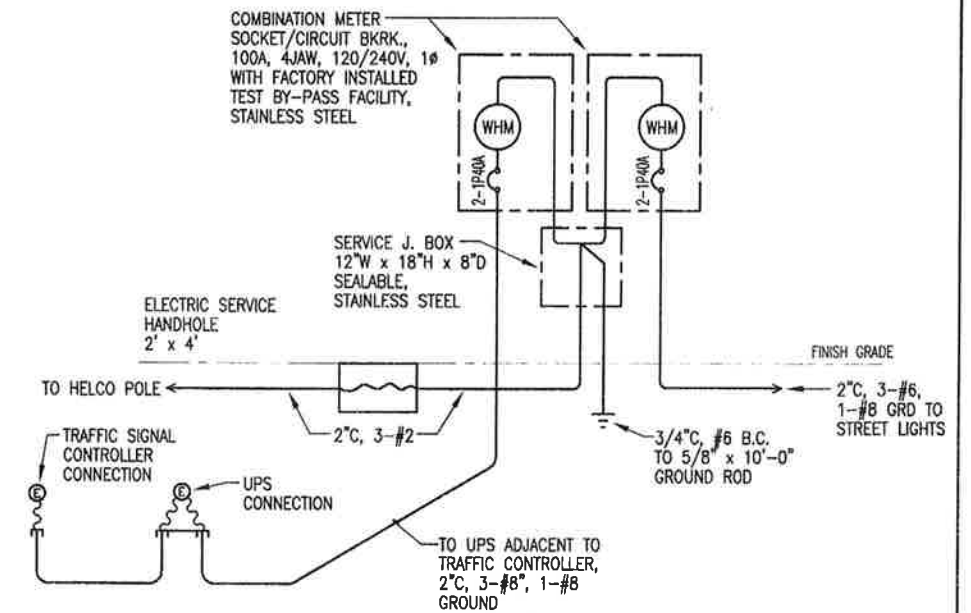 COMBINATION METER
SOCKET/CIRCUIT BKRK.,
100A, 4JAW, 120/240V, 1ø
WITH FACTORY INSTALLED
TEST BY-PASS FACILITY,
STAINLESS STEEL
WHM
WHM
2-1P40A
2-1P40A
SERVICE J. BOX
12"W x 18"H x 8"D
SEALABLE,
STAINLESS STEEL
ELECTRIC SERVICE
HANDHOLE
2' x 4'
FINISH GRADE
TO HELCO POLE
2"C, 3-#2
2"C, 3-#6,
1-#8 GRD TO
STREET LIGHTS
3/4"C, #6 B.C.
TO 5/8" x 10'-0"
GROUND ROD
TRAFFIC SIGNAL
CONTROLLER
CONNECTION
E
E
UPS
CONNECTION
TO UPS ADJACENT TO
TRAFFIC CONTROLLER,
2"C, 3-#8", 1-#8
GROUND